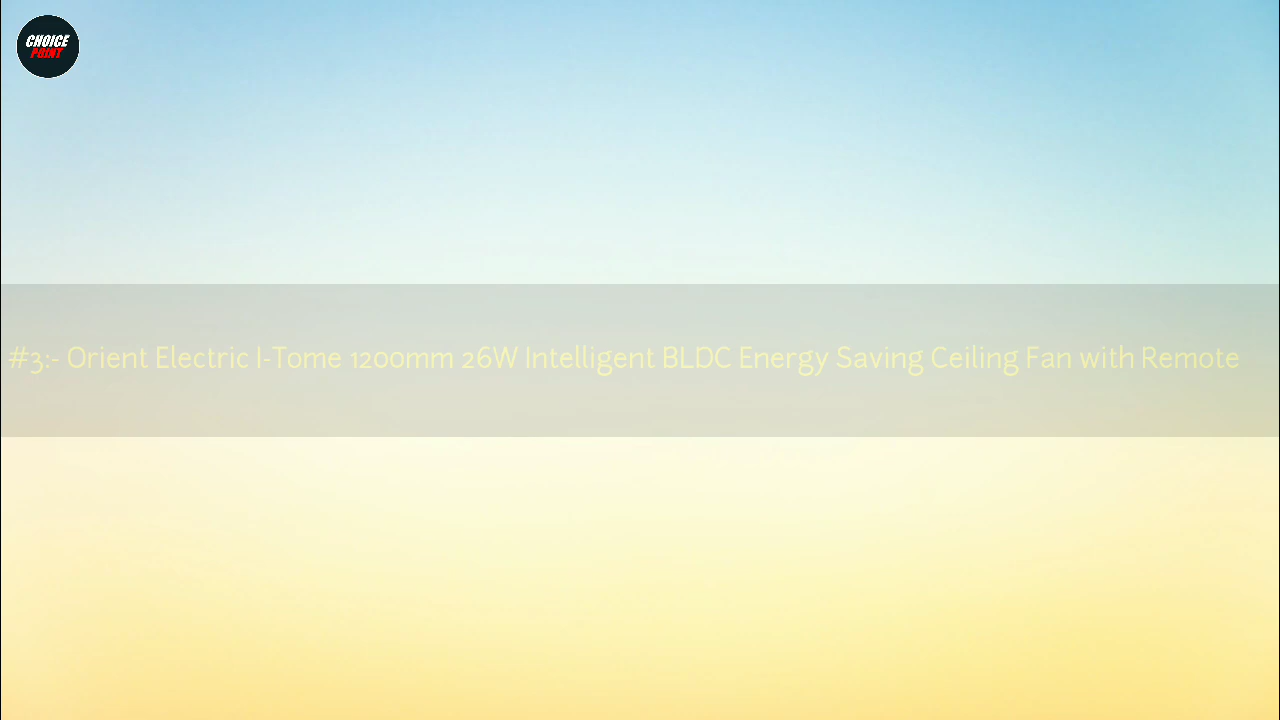 CHOICE
POINT
#3:- Orient Electric I-Tome 1200mm 26W Intelligent BLDC Energy Saving Ceiling Fan with Remote